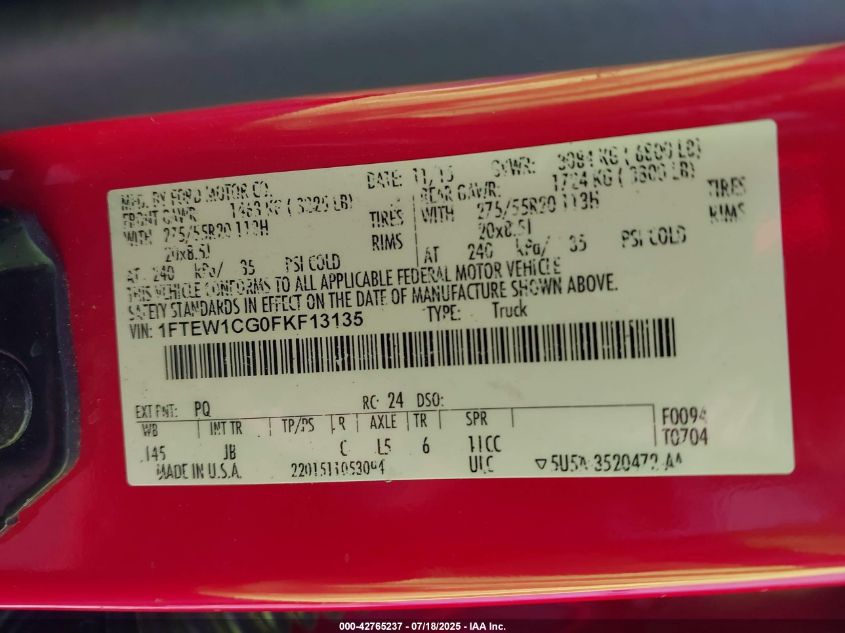 MFG. BY FORD MOTOR CO. DATE: 11/15 GVWR: 3084 KG ( 6800 LB)
FRONT GAWR: 1463 KG ( 3225 LB) REAR GAWR: 1724 KG ( 3800 LB)
WITH 275/55R20 113H TIRES WITH 275/55R20 113H TIRES
20x8.5J RIMS 20x8.5J RIMS
AT 240 kPa/ 35 PSI COLD AT 240 kPa/ 35 PSI COLD
THIS VEHICLE CONFORMS TO ALL APPLICABLE FEDERAL MOTOR VEHICLE
SAFETY STANDARDS IN EFFECT ON THE DATE OF MANUFACTURE SHOWN ABOVE.
VIN: 1FTEW1CG0FKF13135 TYPE: Truck
EXT PNT: PQ RC: 24 DSO: F0094
WB INT TR TP/PS R AXLE TR SPR T0704
145 JB C L5 6 11CC
MADE IN U.S.A. 22015110530 ULC 3520472-AA
000-42765237 - 07/18/2025 - IAA Inc.